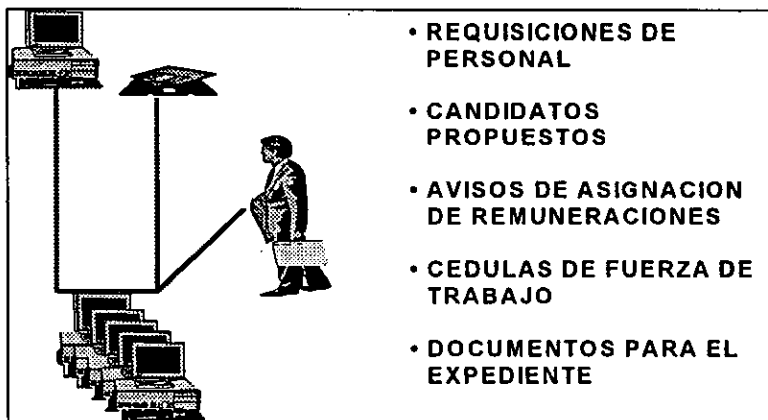 • REQUISICIONES DE
PERSONAL
• CANDIDATOS
PROPUESTOS
• AVISOS DE ASIGNACION
DE REMUNERACIONES
• CEDULAS DE FUERZA DE
TRABAJO
• DOCUMENTOS PARA EL
EXPEDIENTE